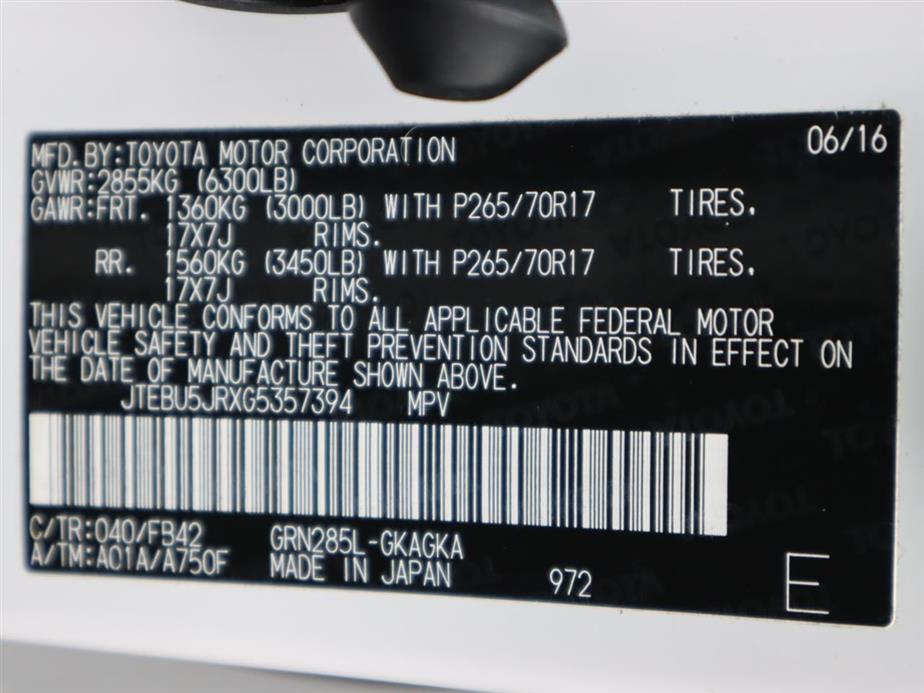 06/16
MFD.BY:TOYOTA MOTOR CORPORATION
GVWR:2855KG (6300LB)
GAWR:FRT. 1360KG (3000LB) WITH P265/70R17 TIRES.
17X7J RIMS.
RR. 1560KG (3450LB) WITH P265/70R17 TIRES.
17X7J RIMS.
THIS VEHICLE CONFORMS TO ALL APPLICABLE FEDERAL MOTOR
VEHICLE SAFETY AND THEFT PREVENTION STANDARDS IN EFFECT ON
THE DATE OF MANUFACTURE SHOWN ABOVE.
JTEBU5JRXG5357394 MPV
C/TR:040/FB42 GRN285L-GKAGKA
A/TM:A01A/A750F MADE IN JAPAN 972 E